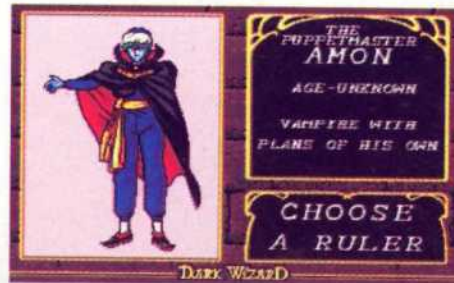 THE
PUPPETMASTER
AMON
AGE-UNKNOWN
VAMPIRE WITH
PLANS OF HIS OWN
CHOOSE
A RULER
DARK WIZARD